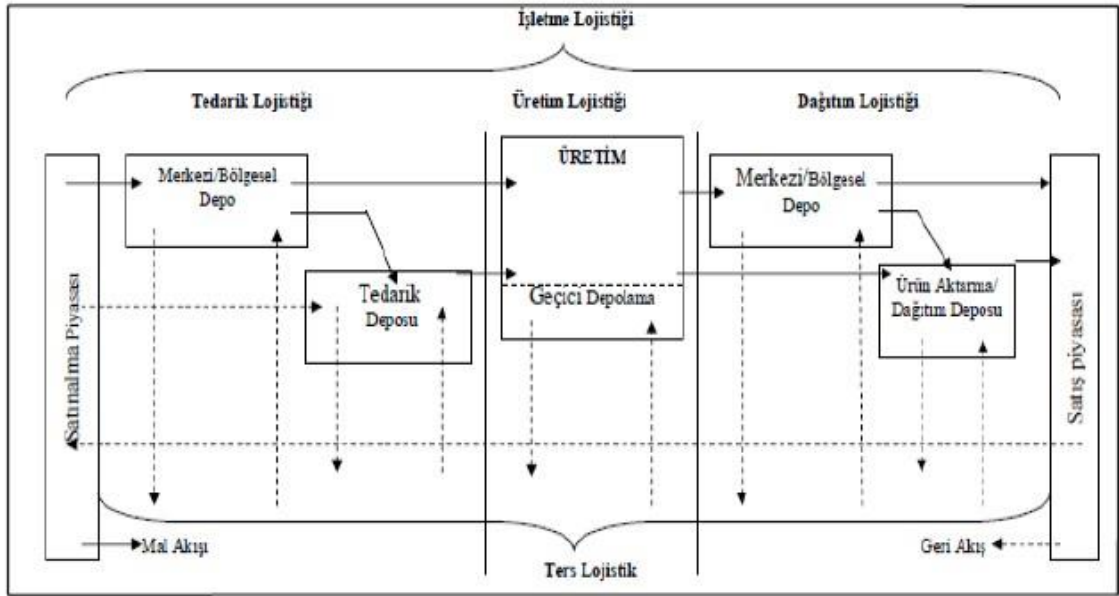 İşletme Lojistiği
Tedarik Lojistiği
Üretim Lojistiği
Dağıtım Lojistiği
Satınalma Piyasası
Merkezi/Bölgesel
Depo
Tedarik
Deposu
ÜRETİM
Geçici Depolama
Merkezi/Bölgesel
Depo
Ürün Aktarma/
Dağıtım Deposu
Satış piyasası
Mal Akışı
Geri Akış
Ters Lojistik